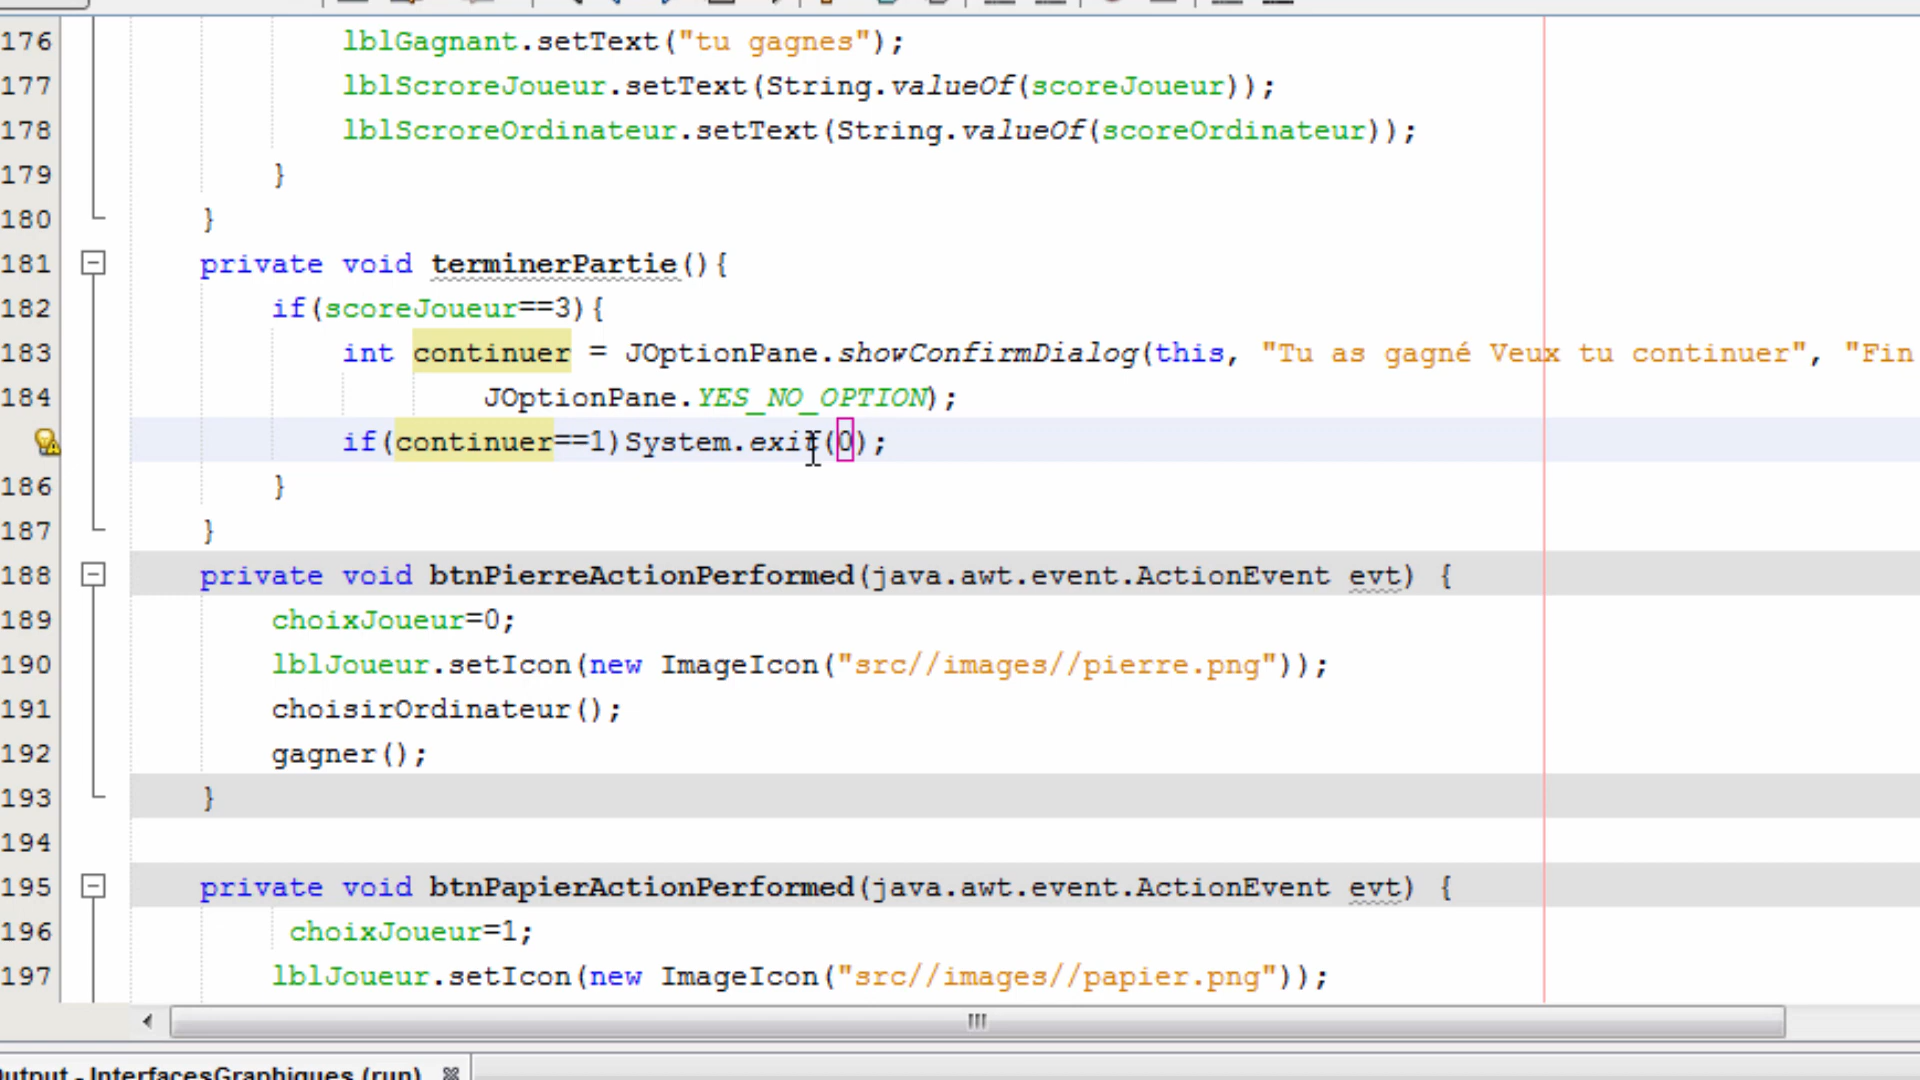 176 lblGagnant.setText("tu gagnes");
177 lblScroreJoueur.setText(String.valueOf(scoreJoueur));
178 lblScroreOrdinateur.setText(String.valueOf(scoreOrdinateur));
179 }
180 }
181 private void terminerPartie(){
182 if(scoreJoueur==3){
183 int continuer = JOptionPane.showConfirmDialog(this, "Tu as gagné Veux tu continuer", "Fin
184 JOptionPane.YES_NO_OPTION);
if(continuer==1)System.exit(0);
186 }
187 }
188 private void btnPierreActionPerformed(java.awt.event.ActionEvent evt) {
189 choixJoueur=0;
190 lblJoueur.setIcon(new ImageIcon("src//images//pierre.png"));
191 choisirOrdinateur();
192 gagner();
193 }
194
195 private void btnPapierActionPerformed(java.awt.event.ActionEvent evt) {
196 choixJoueur=1;
197 lblJoueur.setIcon(new ImageIcon("src//images//papier.png"));
Output - InterfacesGraphiques (run)